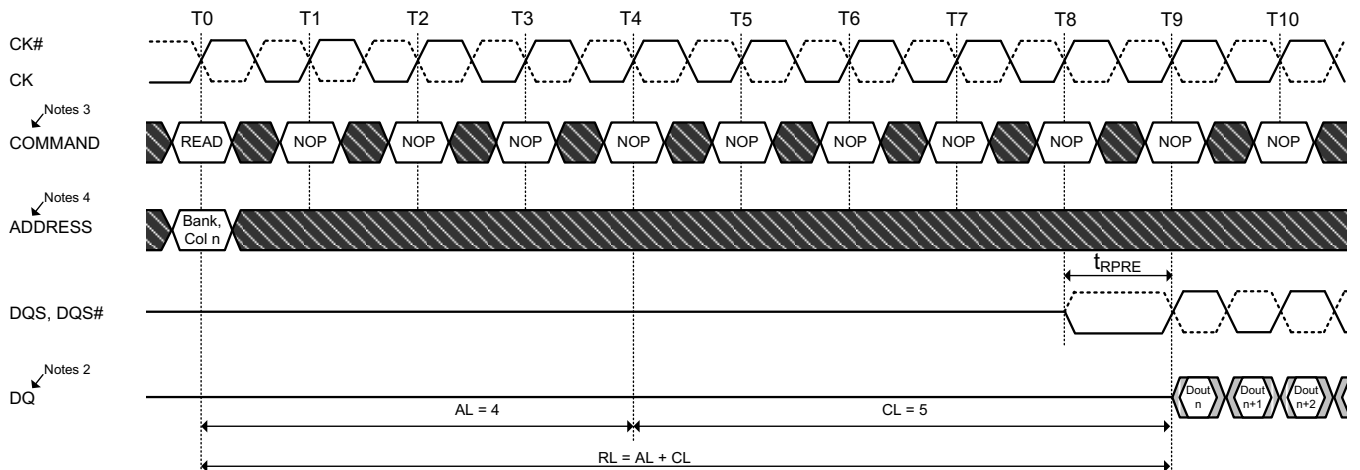 T0 T1 T2 T3 T4 T5 T6 T7 T8 T9 T10
CK#
CK
Notes 3
COMMAND READ NOP NOP NOP NOP NOP NOP NOP NOP NOP NOP
Notes 4
ADDRESS
Bank,
Col n
tRPRE
DQS, DQS#
Notes 2
DQ
Dout
n
Dout
n+1
Dout
n+2
AL = 4 CL = 5
RL = AL + CL